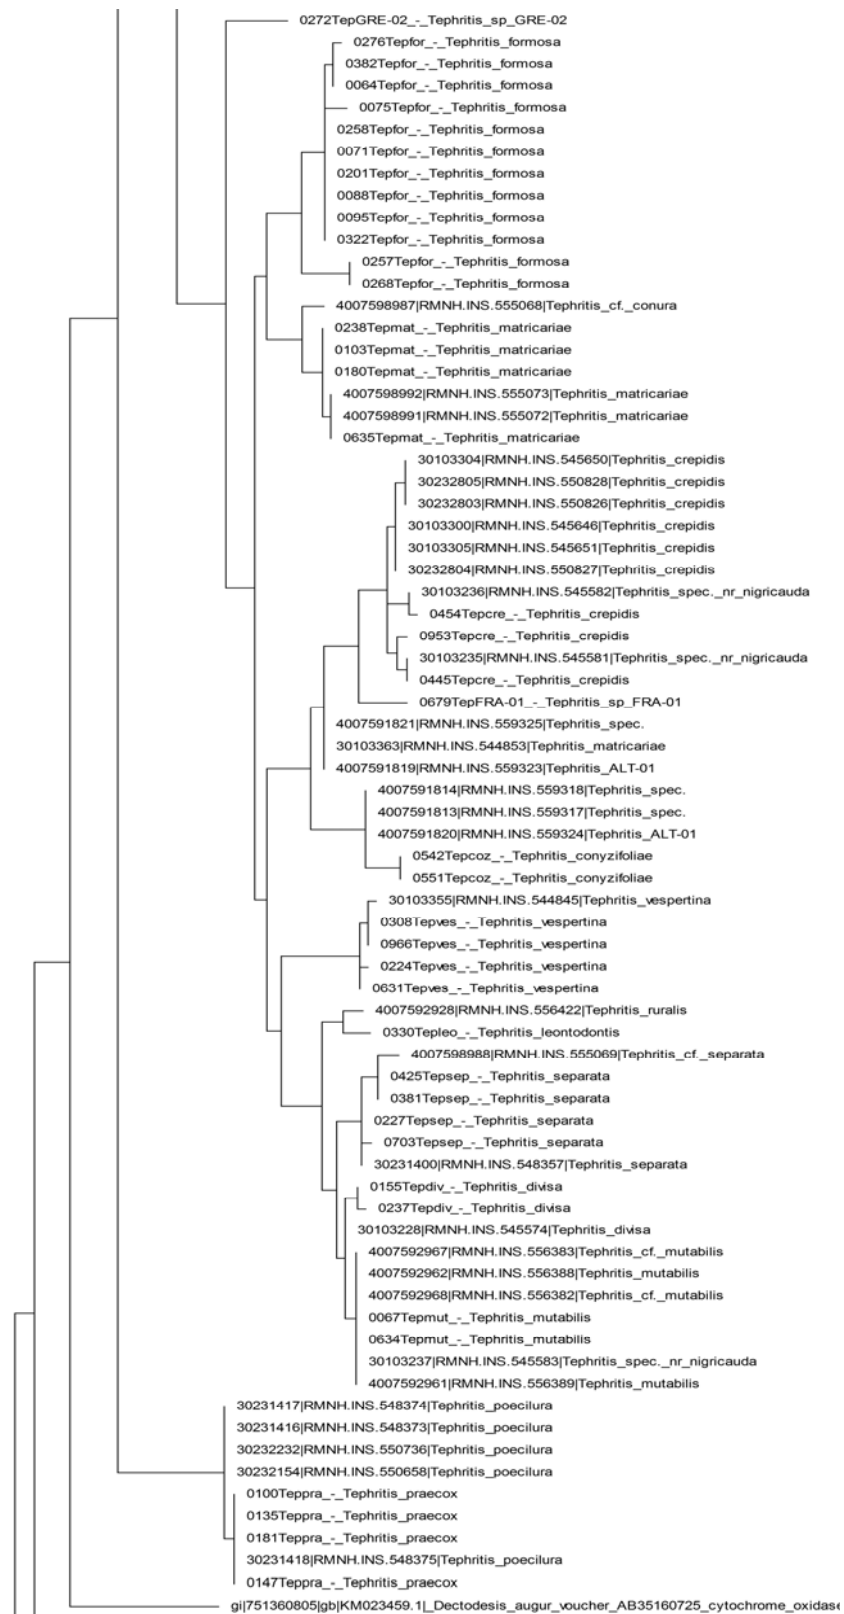 0272TepGRE-02_-_Tephritis_sp_GRE-02
0276Tepfor_-_Tephritis_formosa
0382Tepfor_-_Tephritis_formosa
0064Tepfor_-_Tephritis_formosa
0075Tepfor_-_Tephritis_formosa
0258Tepfor_-_Tephritis_formosa
0071Tepfor_-_Tephritis_formosa
0201Tepfor_-_Tephritis_formosa
0088Tepfor_-_Tephritis_formosa
0095Tepfor_-_Tephritis_formosa
0322Tepfor_-_Tephritis_formosa
0257Tepfor_-_Tephritis_formosa
0268Tepfor_-_Tephritis_formosa
4007598987|RMNH.INS.555068|Tephritis_cf._conura
0238Tepmat_-_Tephritis_matricariae
0103Tepmat_-_Tephritis_matricariae
0180Tepmat_-_Tephritis_matricariae
4007598992|RMNH.INS.555073|Tephritis_matricariae
4007598991|RMNH.INS.555072|Tephritis_matricariae
0635Tepmat_-_Tephritis_matricariae
30103304|RMNH.INS.545650|Tephritis_crepidis
30232805|RMNH.INS.550828|Tephritis_crepidis
30232803|RMNH.INS.550826|Tephritis_crepidis
30103300|RMNH.INS.545646|Tephritis_crepidis
30103305|RMNH.INS.545651|Tephritis_crepidis
30232804|RMNH.INS.550827|Tephritis_crepidis
30103236|RMNH.INS.545582|Tephritis_spec._nr_nigricauda
0454Tepcre_-_Tephritis_crepidis
0953Tepcre_-_Tephritis_crepidis
30103235|RMNH.INS.545581|Tephritis_spec._nr_nigricauda
0445Tepcre_-_Tephritis_crepidis
0679TepFRA-01_-_Tephritis_sp_FRA-01
4007591821|RMNH.INS.559325|Tephritis_spec.
30103363|RMNH.INS.544853|Tephritis_matricariae
4007591819|RMNH.INS.559323|Tephritis_ALT-01
4007591814|RMNH.INS.559318|Tephritis_spec.
4007591813|RMNH.INS.559317|Tephritis_spec.
4007591820|RMNH.INS.559324|Tephritis_ALT-01
0542Tepcoz_-_Tephritis_conyzifoliae
0551Tepcoz_-_Tephritis_conyzifoliae
30103355|RMNH.INS.544845|Tephritis_vespertina
0308Tepves_-_Tephritis_vespertina
0966Tepves_-_Tephritis_vespertina
0224Tepves_-_Tephritis_vespertina
0631Tepves_-_Tephritis_vespertina
4007592928|RMNH.INS.556422|Tephritis_ruralis
0330Tepleo_-_Tephritis_leontodontis
4007598988|RMNH.INS.555069|Tephritis_cf._separata
0425Tepsep_-_Tephritis_separata
0381Tepsep_-_Tephritis_separata
0227Tepsep_-_Tephritis_separata
0703Tepsep_-_Tephritis_separata
30231400|RMNH.INS.548357|Tephritis_separata
0155Tepdiv_-_Tephritis_divisa
0237Tepdiv_-_Tephritis_divisa
30103228|RMNH.INS.545574|Tephritis_divisa
4007592967|RMNH.INS.556383|Tephritis_cf._mutabilis
4007592962|RMNH.INS.556388|Tephritis_mutabilis
4007592968|RMNH.INS.556382|Tephritis_cf._mutabilis
0067Tepmut_-_Tephritis_mutabilis
0634Tepmut_-_Tephritis_mutabilis
30103237|RMNH.INS.545583|Tephritis_spec._nr_nigricauda
4007592961|RMNH.INS.556389|Tephritis_mutabilis
30231417|RMNH.INS.548374|Tephritis_poecilura
30231416|RMNH.INS.548373|Tephritis_poecilura
30232232|RMNH.INS.550736|Tephritis_poecilura
30232154|RMNH.INS.550658|Tephritis_poecilura
0100Teppra_-_Tephritis_praecox
0135Teppra_-_Tephritis_praecox
0181Teppra_-_Tephritis_praecox
30231418|RMNH.INS.548375|Tephritis_poecilura
0147Teppra_-_Tephritis_praecox
gi|751360805|gb|KM023459.1|_Dectodesis_augur_voucher_AB35160725_cytochrome_oxidase